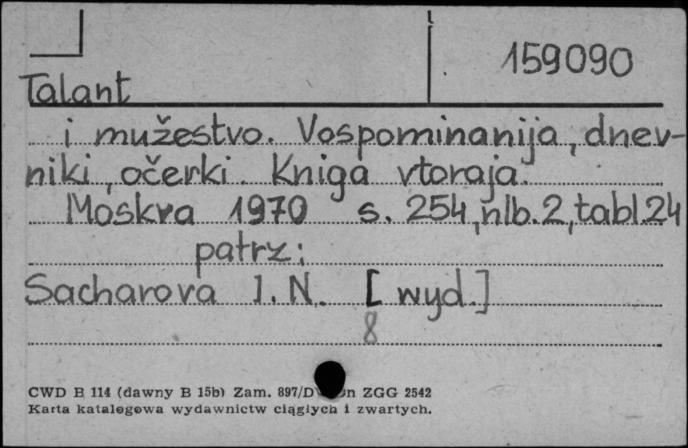 159090
Talant
i mužestvo. Vospominanija, dnev-
niki, očerki. Kniga vtoraja.
Moskva 1970 s. 254, nlb. 2, tabl. 24
patrz:
Sacharova I. N. [wyd.]
8
CWD B 114 (dawny B 15b) Zam. 897/D ZGG 2542
Karta katalogowa wydawnictw ciągłych i zwartych.